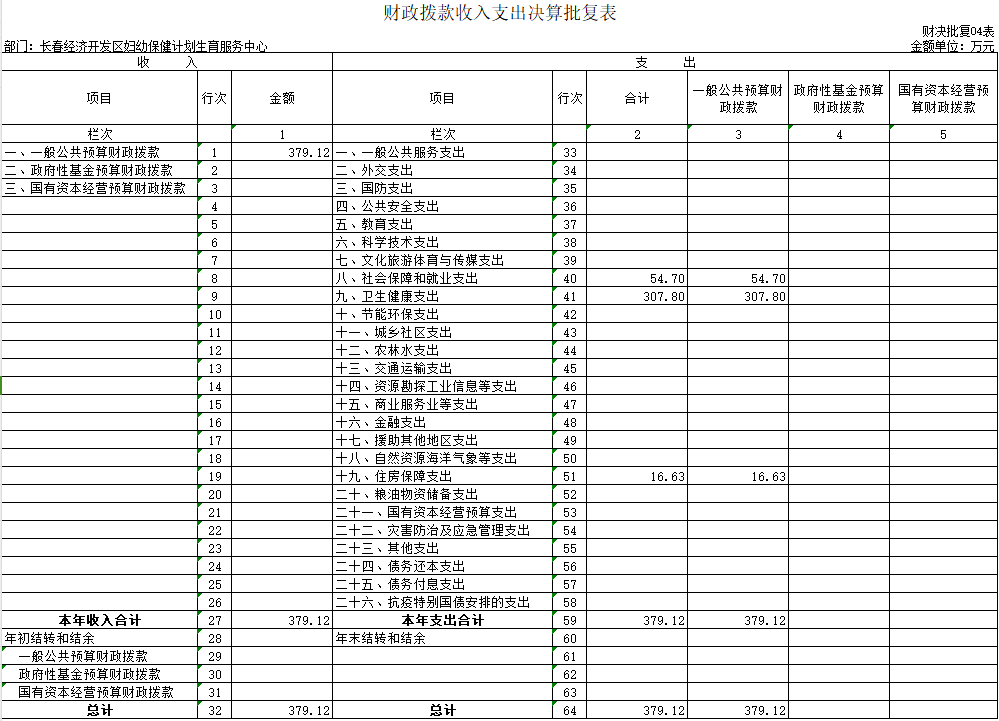 财政拨款收入支出决算批复表
财决批复04表
部门：长春经济开发区妇幼保健计划生育服务中心 金额单位：万元
收 入 支 出
项目 行次 金额 项目 行次 合计 一般公共预算财政拨款 政府性基金预算财政拨款 国有资本经营预算财政拨款
栏次 1 栏次 2 3 4 5
一、一般公共预算财政拨款 1 379.12 一、一般公共服务支出 33
二、政府性基金预算财政拨款 2 二、外交支出 34
三、国有资本经营财政拨款 3 三、国防支出 35
4 四、公共安全支出 36
5 五、教育支出 37
6 六、科学技术支出 38
7 七、文化旅游体育与传媒支出 39
8 八、社会保障和就业支出 40 54.70 54.70
9 九、卫生健康支出 41 307.80 307.80
10 十、节能环保支出 42
11 十一、城乡社区支出 43
12 十二、农林水支出 44
13 十三、交通运输支出 45
14 十四、资源勘探工业信息等支出 46
15 十五、商业服务业等支出 47
16 十六、金融支出 48
17 十七、援助其他地区支出 49
18 十八、自然资源海洋气象等支出 50
19 十九、住房保障支出 51 16.63 16.63
20 二十、粮油物资储备支出 52
21 二十一、国有资本经营预算支出 53
22 二十二、灾害防治及应急管理支出 54
23 二十三、其他支出 55
24 二十四、债务还本支出 56
25 二十五、债务付息支出 57
26 二十六、抗疫特别国债安排的支出 58
本年收入合计 27 379.12 本年支出合计 59 379.12 379.12
年初结转和结余 28 年末结转和结余 60
一般公共预算财政拨款 29 61
政府性基金预算财政拨款 30 62
国有资本经营预算财政拨款 31 63
总计 32 379.12 总计 64 379.12 379.12